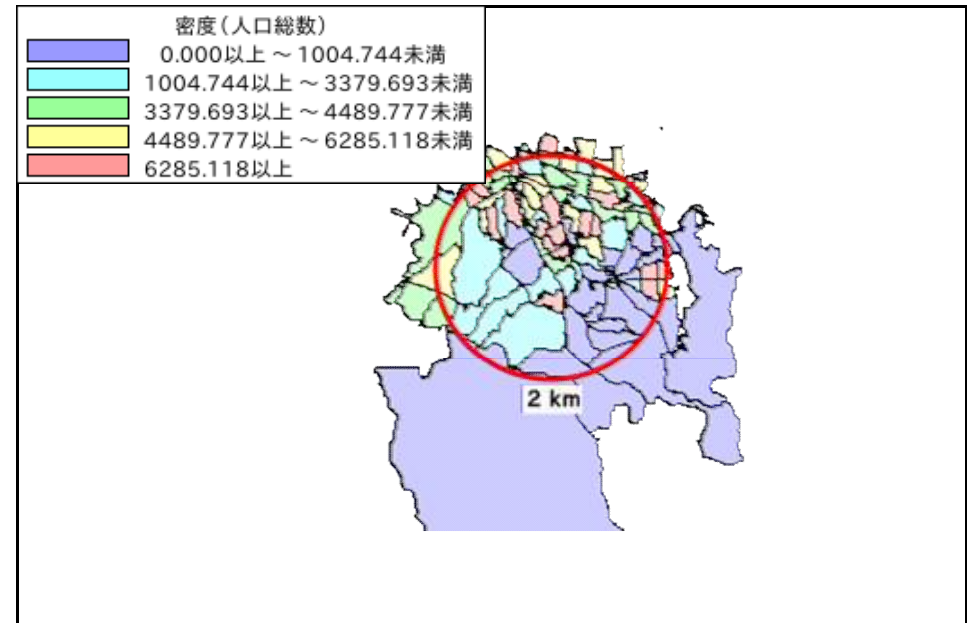 密度(人口総数)
0.000以上 ~ 1004.744未満
1004.744以上 ~ 3379.693未満
3379.693以上 ~ 4489.777未満
4489.777以上 ~ 6285.118未満
6285.118以上
2 km